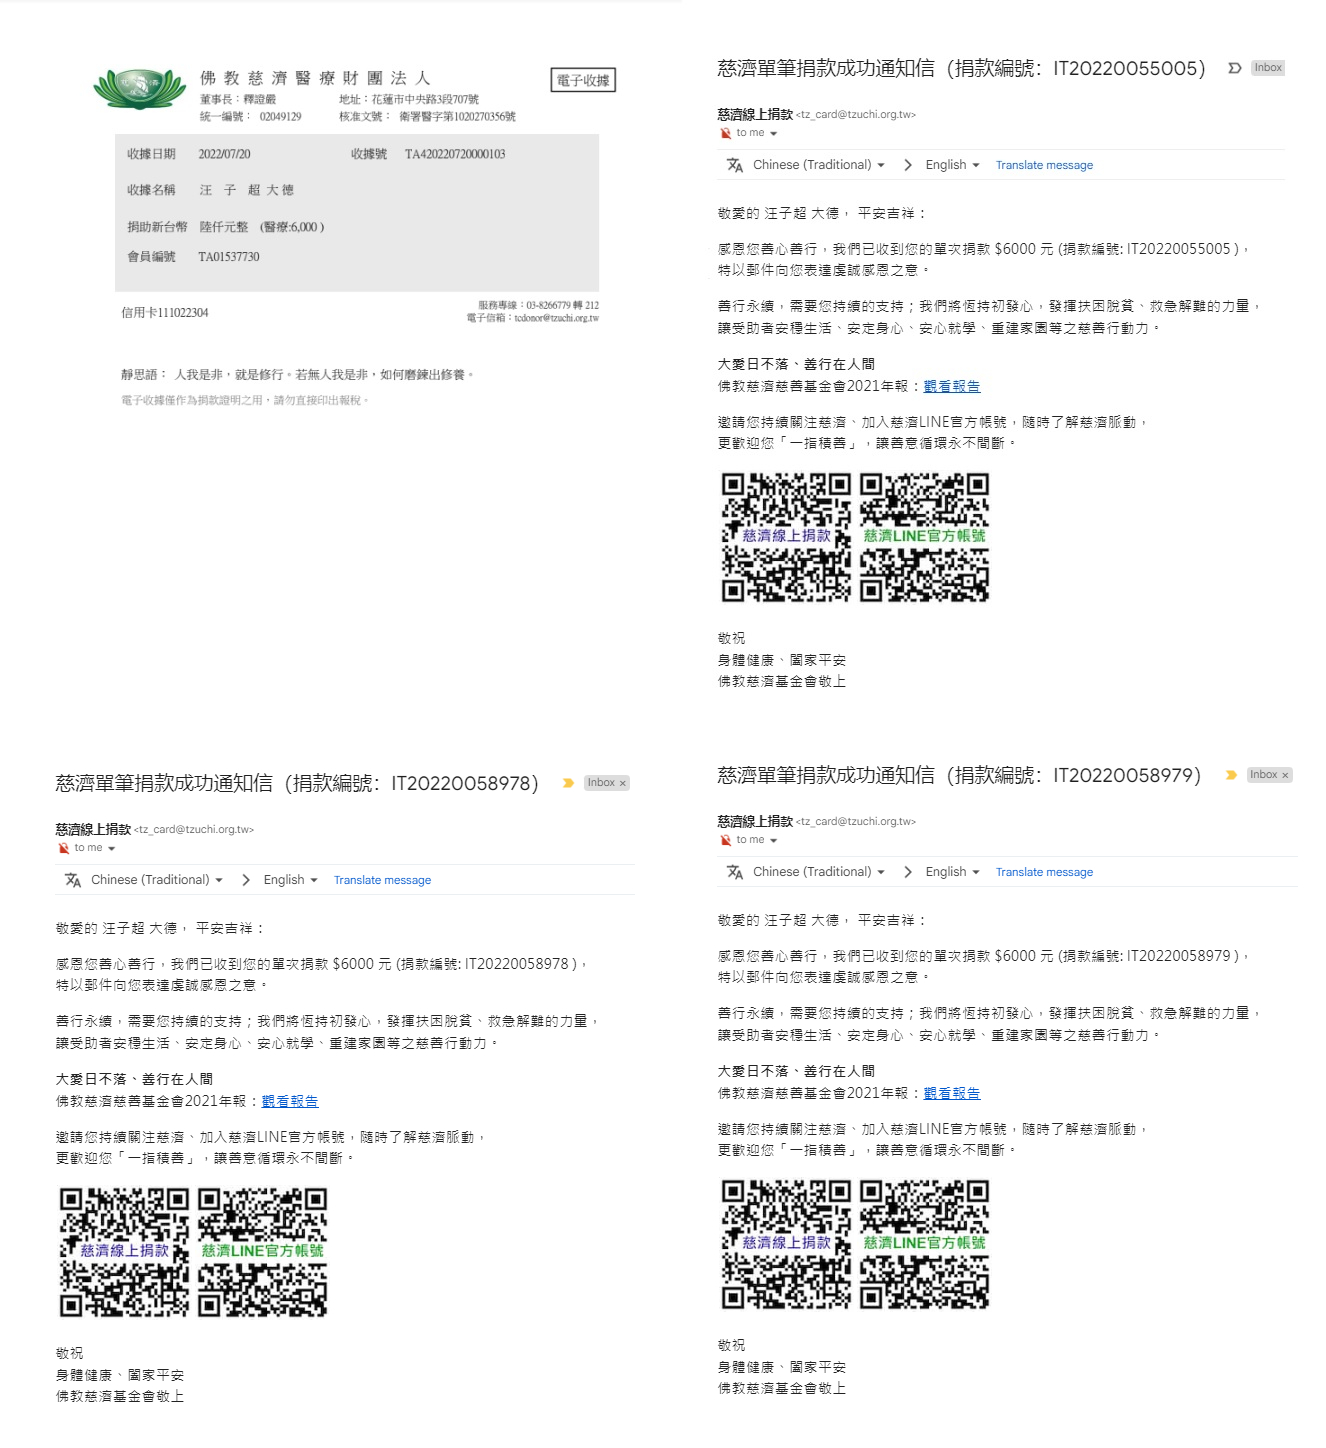 佛教慈濟醫療財團法人
電子收據
董事長：釋證嚴
地址：花蓮市中央路3段707號
統一編號： 02049129
核准文號： 衛署醫字第1020270356號
收據日期 2022/07/20
收據號 TA420220720000103
收據名稱 汪 子 超 大德
捐助新台幣 陸仟元整 (醫療:6,000 )
會員編號 TA01537730
信用卡111022304
服務專線：03-8266779 轉 212
電子信箱：tcdonor@tzuchi.org.tw
靜思語： 人我是非，就是修行。若無人我是非，如何磨鍊出修養。
電子收據僅作為捐款證明之用，請勿直接印出報稅。
慈濟單筆捐款成功通知信（捐款編號：IT20220055005）
Inbox
慈濟線上捐款 <tz_card@tzuchi.org.tw>
to me
Chinese (Traditional) > English Translate message
敬愛的 汪子超 大德， 平安吉祥：
感恩您善心善行，我們已收到您的單次捐款 $6000 元 (捐款編號: IT20220055005 )，
特以郵件向您表達虔誠感恩之意。
善行永續，需要您持續的支持；我們將恆持初發心，發揮扶困脫貧、救急解難的力量，
讓受助者安穩生活、安定身心、安心就學、重建家園等之慈善行動力。
大愛日不落、善行在人間
佛教慈濟慈善基金會2021年報：觀看報告
邀請您持續關注慈濟、加入慈濟LINE官方帳號，隨時了解慈濟脈動，
更歡迎您「一指積善」，讓善意循環永不間斷。
慈濟線上捐款
慈濟LINE官方帳號
敬祝
身體健康、闔家平安
佛教慈濟基金會敬上
慈濟單筆捐款成功通知信（捐款編號：IT20220058978）
Inbox ×
慈濟線上捐款 <tz_card@tzuchi.org.tw>
to me
Chinese (Traditional) > English Translate message
敬愛的 汪子超 大德， 平安吉祥：
感恩您善心善行，我們已收到您的單次捐款 $6000 元 (捐款編號: IT20220058978 )，
特以郵件向您表達虔誠感恩之意。
善行永續，需要您持續的支持；我們將恆持初發心，發揮扶困脫貧、救急解難的力量，
讓受助者安穩生活、安定身心、安心就學、重建家園等之慈善行動力。
大愛日不落、善行在人間
佛教慈濟慈善基金會2021年報：觀看報告
邀請您持續關注慈濟、加入慈濟LINE官方帳號，隨時了解慈濟脈動，
更歡迎您「一指積善」，讓善意循環永不間斷。
慈濟線上捐款
慈濟LINE官方帳號
敬祝
身體健康、闔家平安
佛教慈濟基金會敬上
慈濟單筆捐款成功通知信（捐款編號：IT20220058979）
Inbox ×
慈濟線上捐款 <tz_card@tzuchi.org.tw>
to me
Chinese (Traditional) > English Translate message
敬愛的 汪子超 大德， 平安吉祥：
感恩您善心善行，我們已收到您的單次捐款 $6000 元 (捐款編號: IT20220058979 )，
特以郵件向您表達虔誠感恩之意。
善行永續，需要您持續的支持；我們將恆持初發心，發揮扶困脫貧、救急解難的力量，
讓受助者安穩生活、安定身心、安心就學、重建家園等之慈善行動力。
大愛日不落、善行在人間
佛教慈濟慈善基金會2021年報：觀看報告
邀請您持續關注慈濟、加入慈濟LINE官方帳號，隨時了解慈濟脈動，
更歡迎您「一指積善」，讓善意循環永不間斷。
慈濟線上捐款
慈濟LINE官方帳號
敬祝
身體健康、闔家平安
佛教慈濟基金會敬上